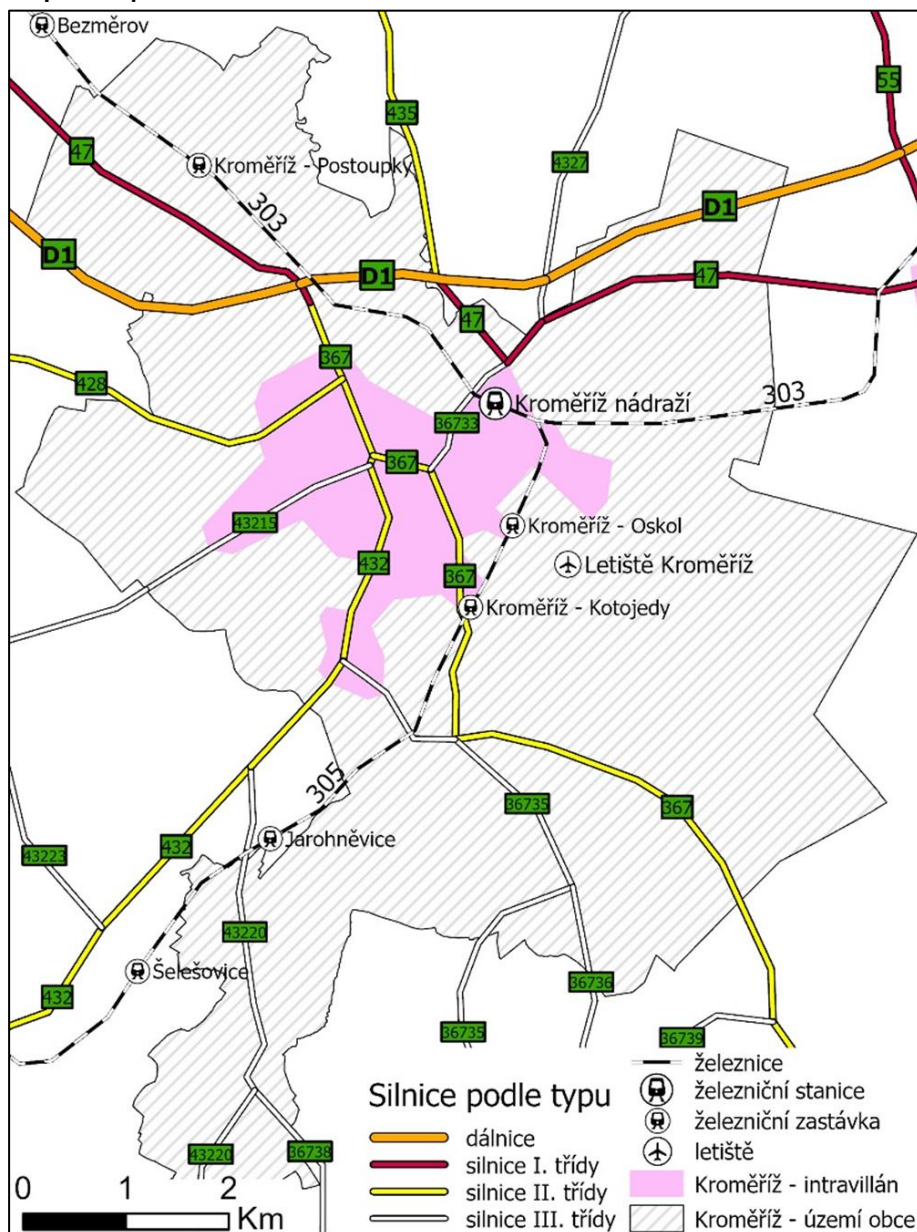 Bezměrov
55
435
47
4327
Kroměříž - Postoupky
D1
303
D1
D1
47
47
367
428
303
Kroměříž nádraží
36733
367
43215
Kroměříž - Oskol
432
Letiště Kroměříž
367
Kroměříž - Kotojedy
305
36735
367
432
Jarohněvice
43223
43220
Šelešovice
432
36736
36735
36739
43220
36738
Silnice podle typu
dálnice
silnice I. třídy
silnice II. třídy
silnice III. třídy
železnice
železniční stanice
železniční zastávka
letiště
Kroměříž - intravillán
Kroměříž - území obce
0 1 2
Km